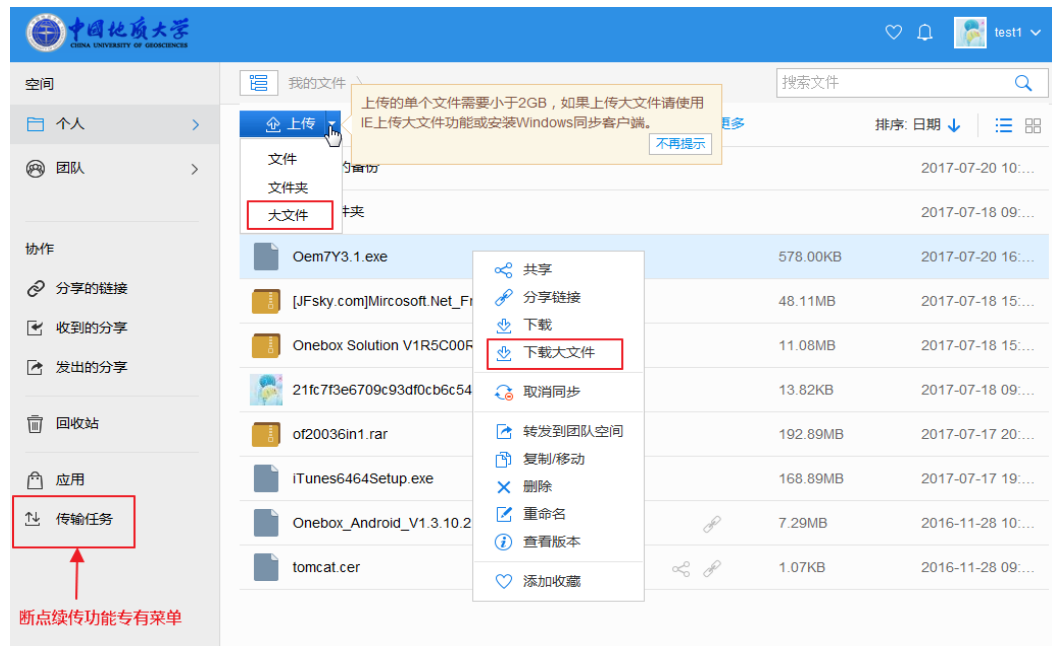 中国地质大学
CHINA UNIVERSITY OF GEOSCIENCES
test1
空间
个人
团队
协作
分享的链接
收到的分享
发出的分享
回收站
应用
传输任务
断点续传功能专有菜单
我的文件
搜索文件
上传的单个文件需要小于2GB，如果上传大文件请使用
IE上传大文件功能或安装Windows同步客户端。
不再提示
上传
更多
排序: 日期
文件
文件夹
大文件
的备份 2017-07-20 10:...
件夹 2017-07-18 09:...
Oem7Y3.1.exe 578.00KB 2017-07-20 16:...
[JFsky.com]Mircosoft.Net_Fr 48.11MB 2017-07-18 15:...
Onebox Solution V1R5C00R 11.08MB 2017-07-18 15:...
21fc7f3e6709c93df0cb6c54 13.82KB 2017-07-18 09:...
of20036in1.rar 192.89MB 2017-07-17 20:...
iTunes6464Setup.exe 168.89MB 2017-07-17 19:...
Onebox_Android_V1.3.10.2 7.29MB 2016-11-28 10:...
tomcat.cer 1.07KB 2016-11-28 09:...
共享
分享链接
下载
下载大文件
取消同步
转发到团队空间
复制/移动
删除
重命名
查看版本
添加收藏